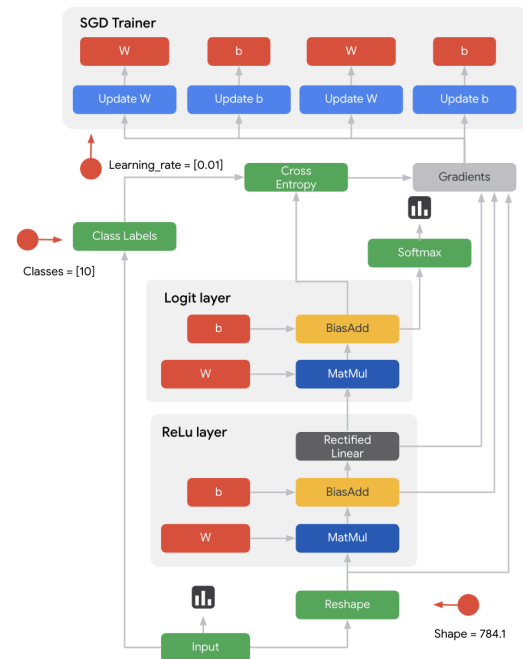 SGD Trainer
W
b
W
b
Update W
Update b
Update W
Update b
Learning_rate = [0.01]
Cross
Entropy
Gradients
Class Labels
Classes = [10]
Softmax
Logit layer
b
BiasAdd
W
MatMul
ReLu layer
Rectified
Linear
b
BiasAdd
W
MatMul
Reshape
Shape = 784.1
Input